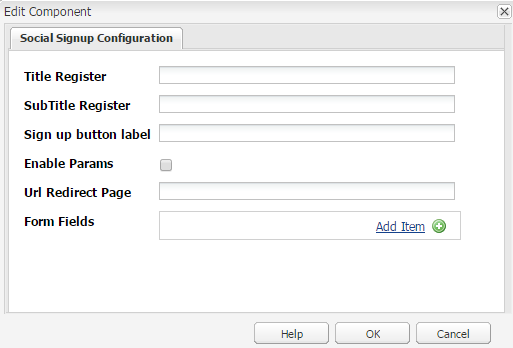 Edit Component
Social Signup Configuration
Title Register
SubTitle Register
Sign up button label
Enable Params
Url Redirect Page
Form Fields
Add Item
Help OK Cancel